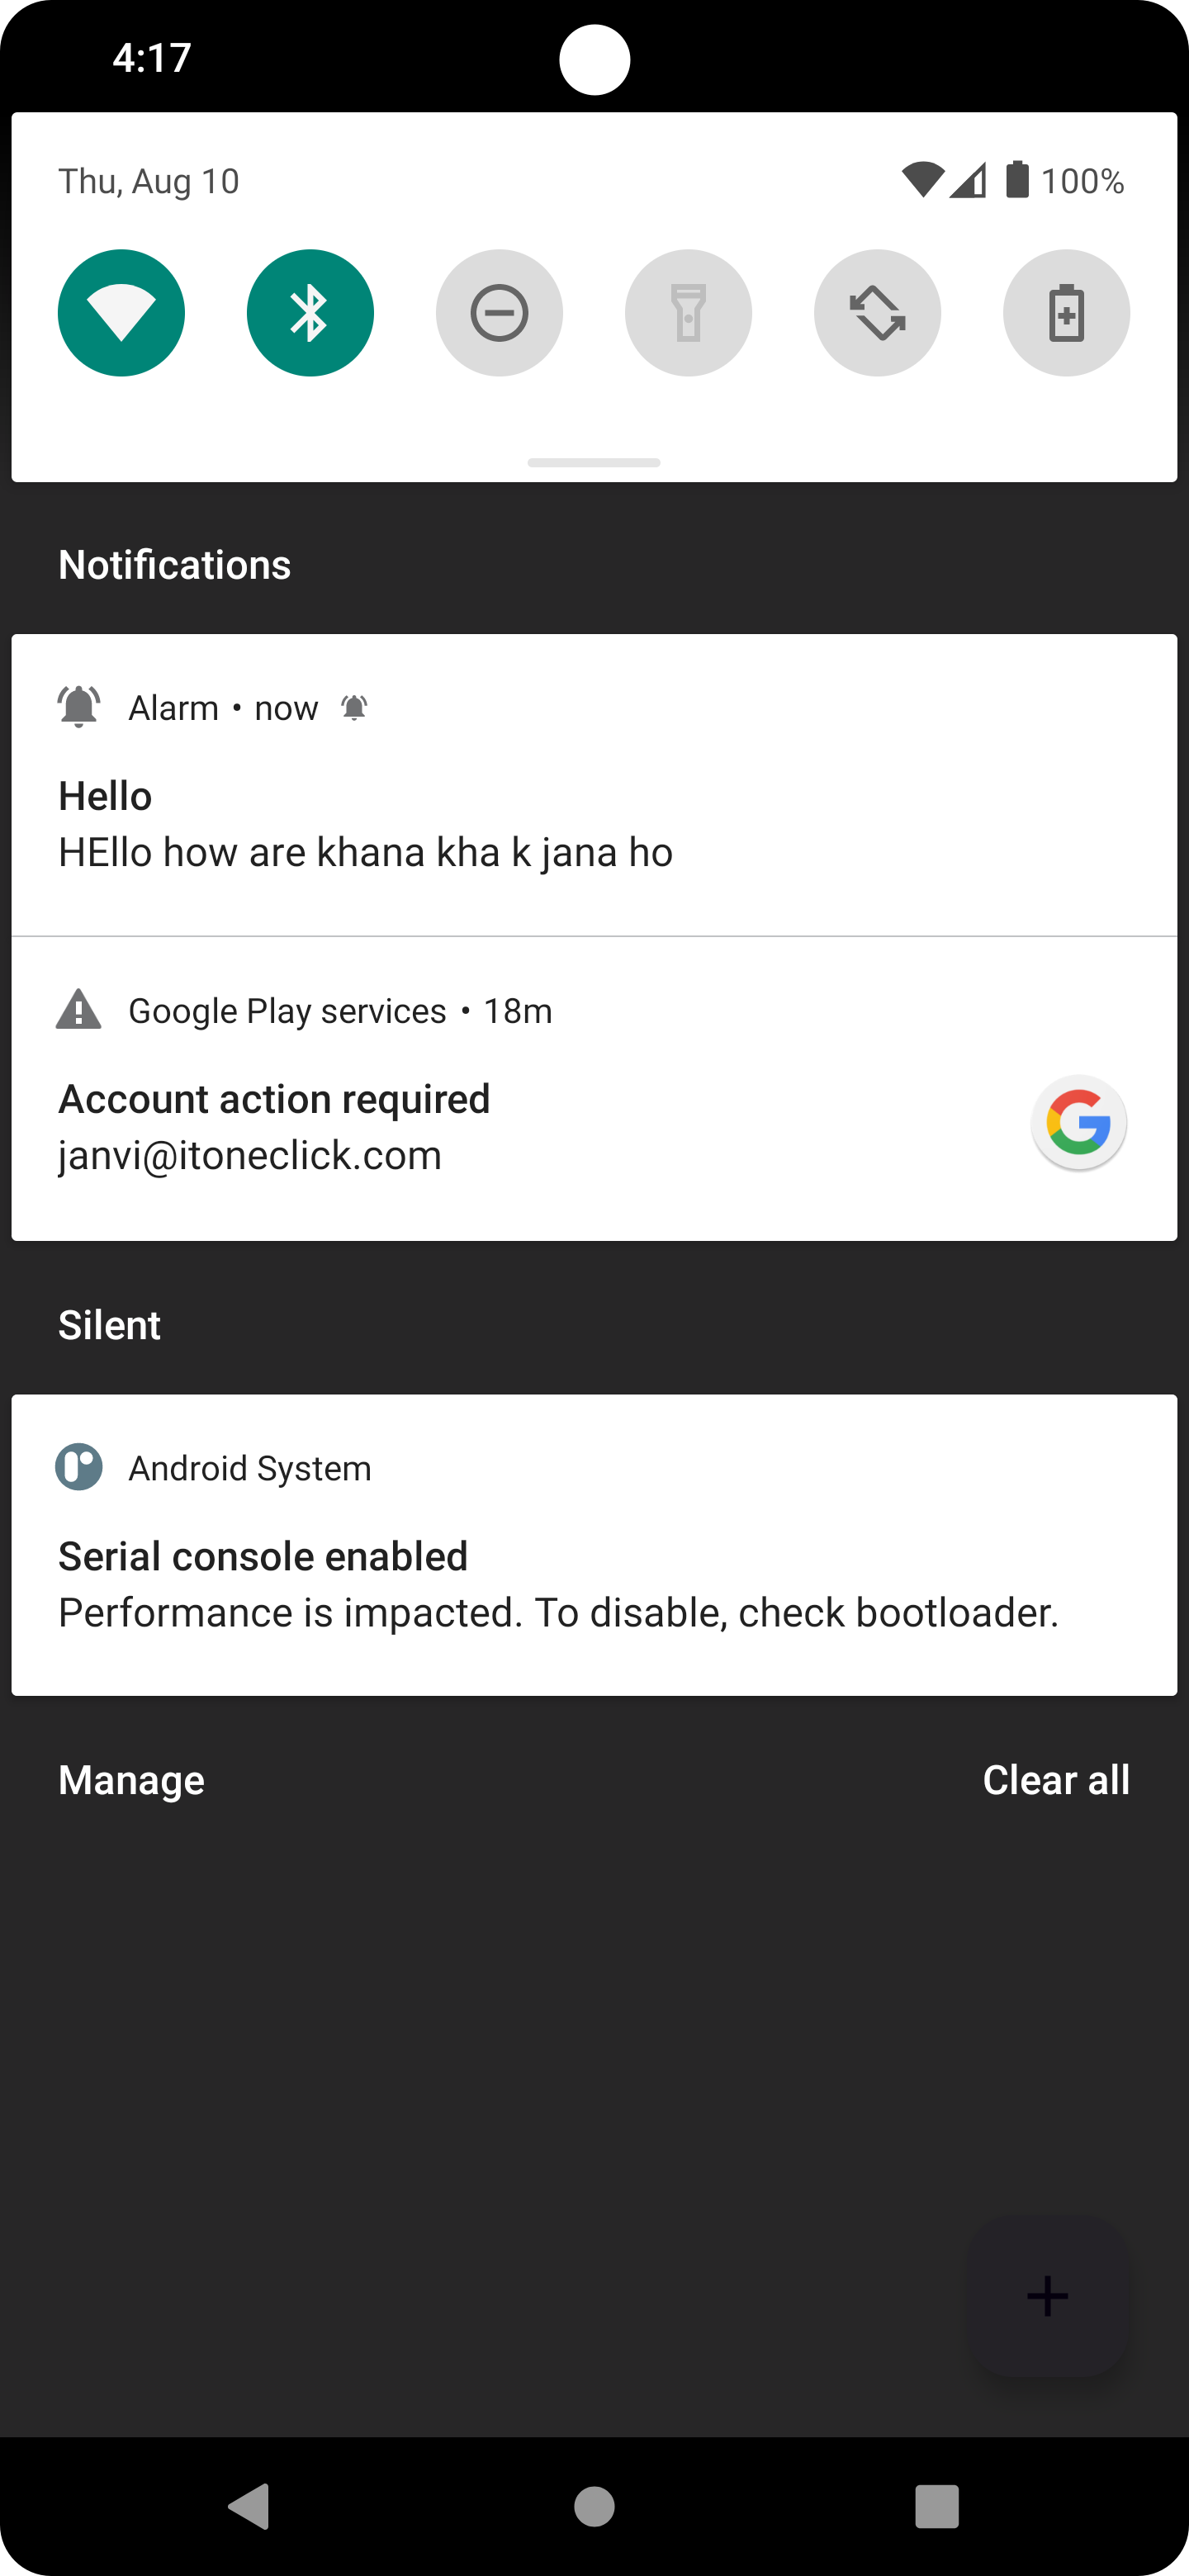 4:17
Thu, Aug 10
100%
Notifications
Alarm • now
Hello
HEllo how are khana kha k jana ho
Google Play services • 18m
Account action required
janvi@itoneclick.com
Silent
Android System
Serial console enabled
Performance is impacted. To disable, check bootloader.
Manage
Clear all